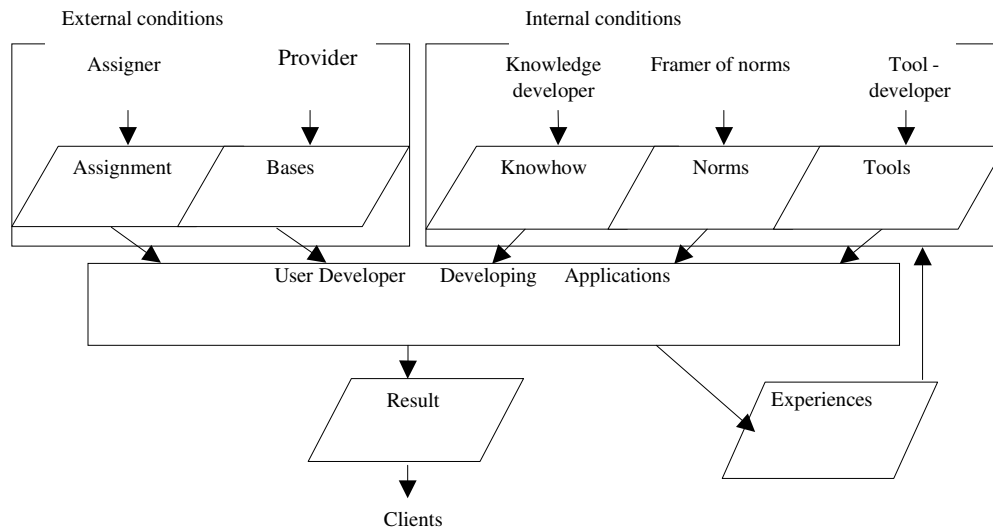 External conditions
Internal conditions
Assigner
Provider
Knowledge
developer
Framer of norms
Tool -
developer
Assignment
Bases
Knowhow
Norms
Tools
User Developer Developing Applications
Result
Experiences
Clients